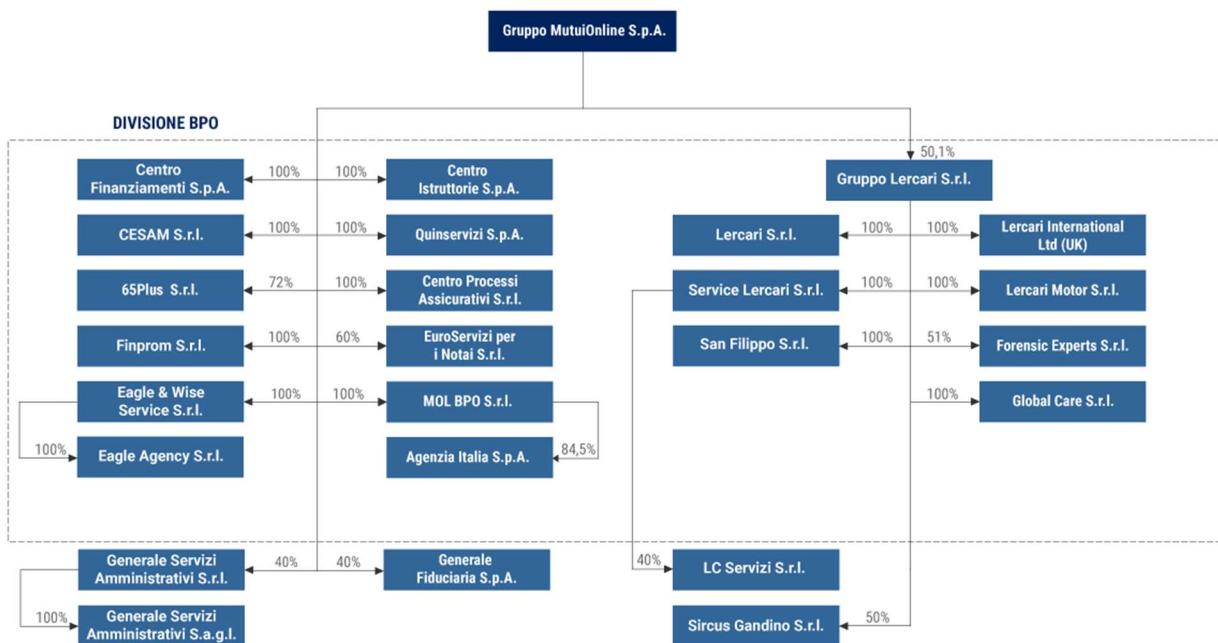 Gruppo MutuiOnline S.p.A.
DIVISIONE BPO
50,1%
Centro
Finanziamenti S.p.A.
100%
100%
Centro
Istruttorie S.p.A.
Gruppo Lercari S.r.l.
CESAM S.r.l.
100%
100%
Quinservizi S.p.A.
Lercari S.r.l.
100%
100%
Lercari International
Ltd (UK)
65Plus S.r.l.
72%
100%
Centro Processi
Assicurativi S.r.l.
Service Lercari S.r.l.
100%
100%
Lercari Motor S.r.l.
Finprom S.r.l.
100%
60%
EuroServizi per
i Notai S.r.l.
San Filippo S.r.l.
100%
51%
Forensic Experts S.r.l.
Eagle & Wise
Service S.r.l.
100%
100%
MOL BPO S.r.l.
100%
Global Care S.r.l.
100%
Eagle Agency S.r.l.
Agenzia Italia S.p.A.
84,5%
Generale Servizi
Amministrativi S.r.l.
40%
40%
Generale
Fiduciaria S.p.A.
40%
LC Servizi S.r.l.
100%
Generale Servizi
Amministrativi S.a.g.l.
Sircus Gandino S.r.l.
50%